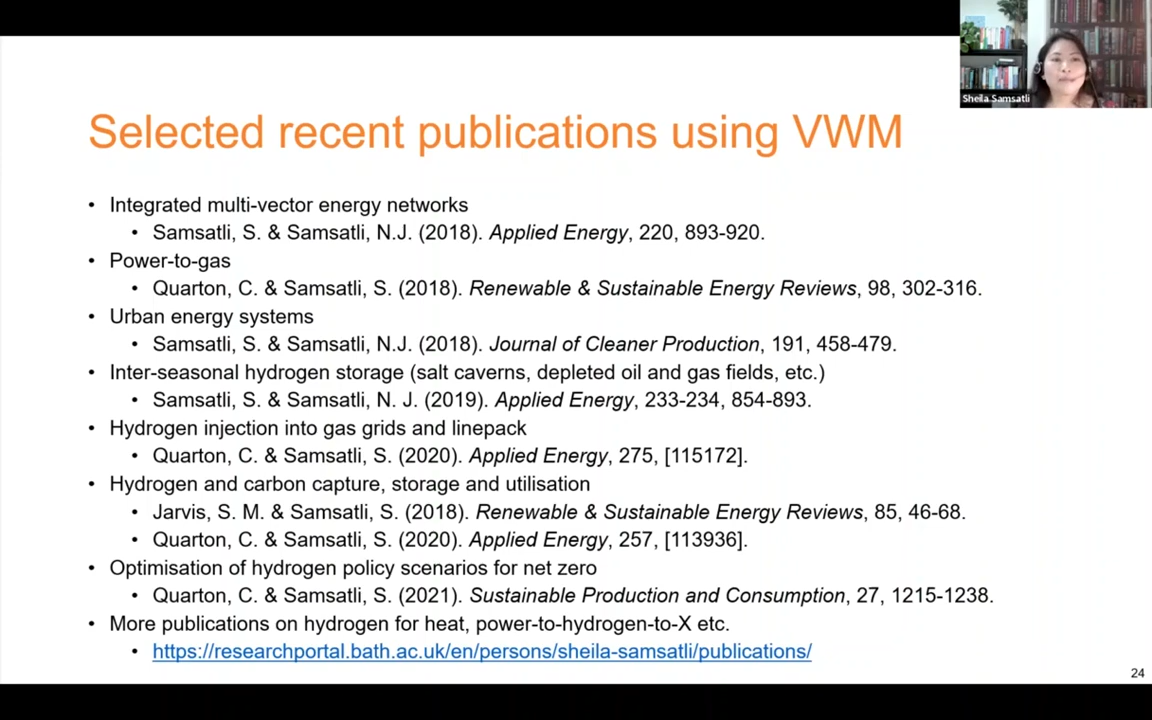 Sheila Samsatli
Selected recent publications using VWM
• Integrated multi-vector energy networks
• Samsatli, S. & Samsatli, N.J. (2018). Applied Energy, 220, 893-920.
• Power-to-gas
• Quarton, C. & Samsatli, S. (2018). Renewable & Sustainable Energy Reviews, 98, 302-316.
• Urban energy systems
• Samsatli, S. & Samsatli, N.J. (2018). Journal of Cleaner Production, 191, 458-479.
• Inter-seasonal hydrogen storage (salt caverns, depleted oil and gas fields, etc.)
• Samsatli, S. & Samsatli, N. J. (2019). Applied Energy, 233-234, 854-893.
• Hydrogen injection into gas grids and linepack
• Quarton, C. & Samsatli, S. (2020). Applied Energy, 275, [115172].
• Hydrogen and carbon capture, storage and utilisation
• Jarvis, S. M. & Samsatli, S. (2018). Renewable & Sustainable Energy Reviews, 85, 46-68.
• Quarton, C. & Samsatli, S. (2020). Applied Energy, 257, [113936].
• Optimisation of hydrogen policy scenarios for net zero
• Quarton, C. & Samsatli, S. (2021). Sustainable Production and Consumption, 27, 1215-1238.
• More publications on hydrogen for heat, power-to-hydrogen-to-X etc.
• https://researchportal.bath.ac.uk/en/persons/sheila-samsatli/publications/
24